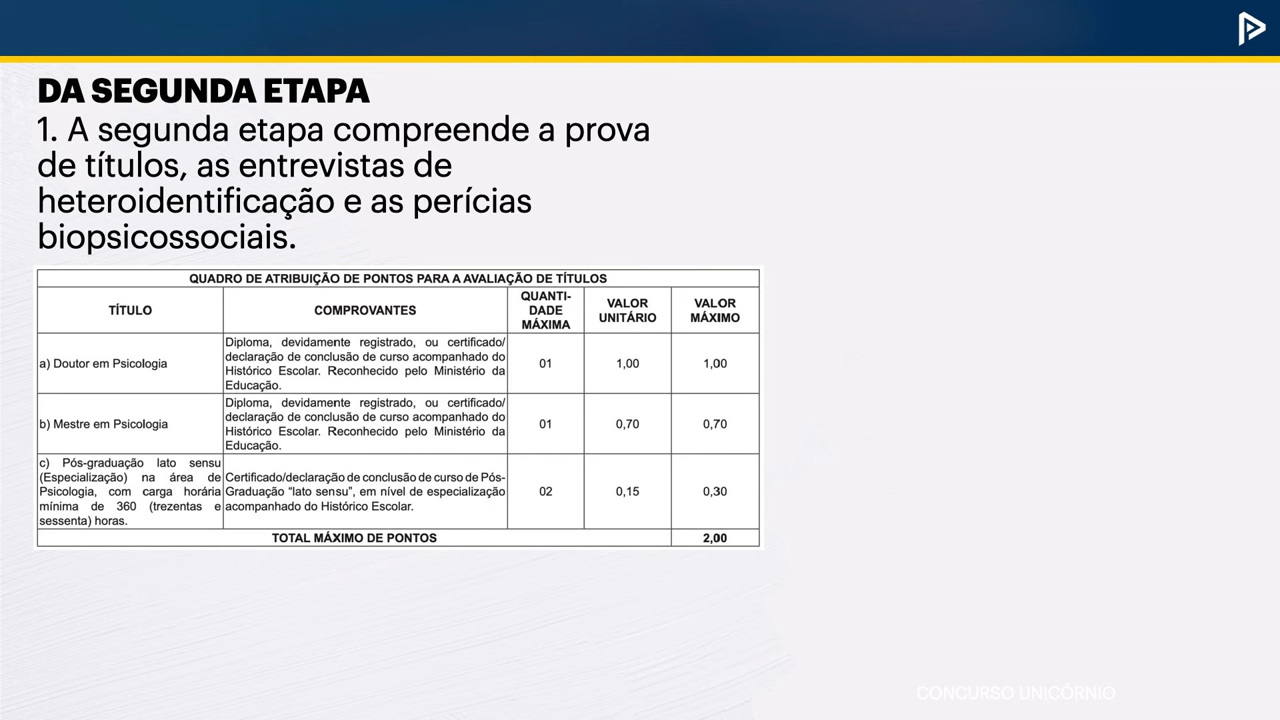 DA SEGUNDA ETAPA
1. A segunda etapa compreende a prova
de títulos, as entrevistas de
heteroidentificação e as perícias
biopsicossociais.
QUADRO DE ATRIBUIÇÃO DE PONTOS PARA A AVALIAÇÃO DE TÍTULOS
TÍTULO
COMPROVANTES
QUANTI-
DADE
MÁXIMA
VALOR
UNITÁRIO
VALOR
MÁXIMO
a) Doutor em Psicologia
Diploma, devidamente registrado, ou certificado/
declaração de conclusão de curso acompanhado do
Histórico Escolar. Reconhecido pelo Ministério da
Educação.
01
1,00
1,00
b) Mestre em Psicologia
Diploma, devidamente registrado, ou certificado/
declaração de conclusão de curso acompanhado do
Histórico Escolar. Reconhecido pelo Ministério da
Educação.
01
0,70
0,70
c) Pós-graduação lato sensu
(Especialização) na área de
Psicologia, com carga horária
mínima de 360 (trezentas e
sessenta) horas.
Certificado/declaração de conclusão de curso de Pós-
Graduação “lato sensu”, em nível de especialização
acompanhado do Histórico Escolar.
02
0,15
0,30
TOTAL MÁXIMO DE PONTOS
2,00
CONCURSO UNICÓRNIO